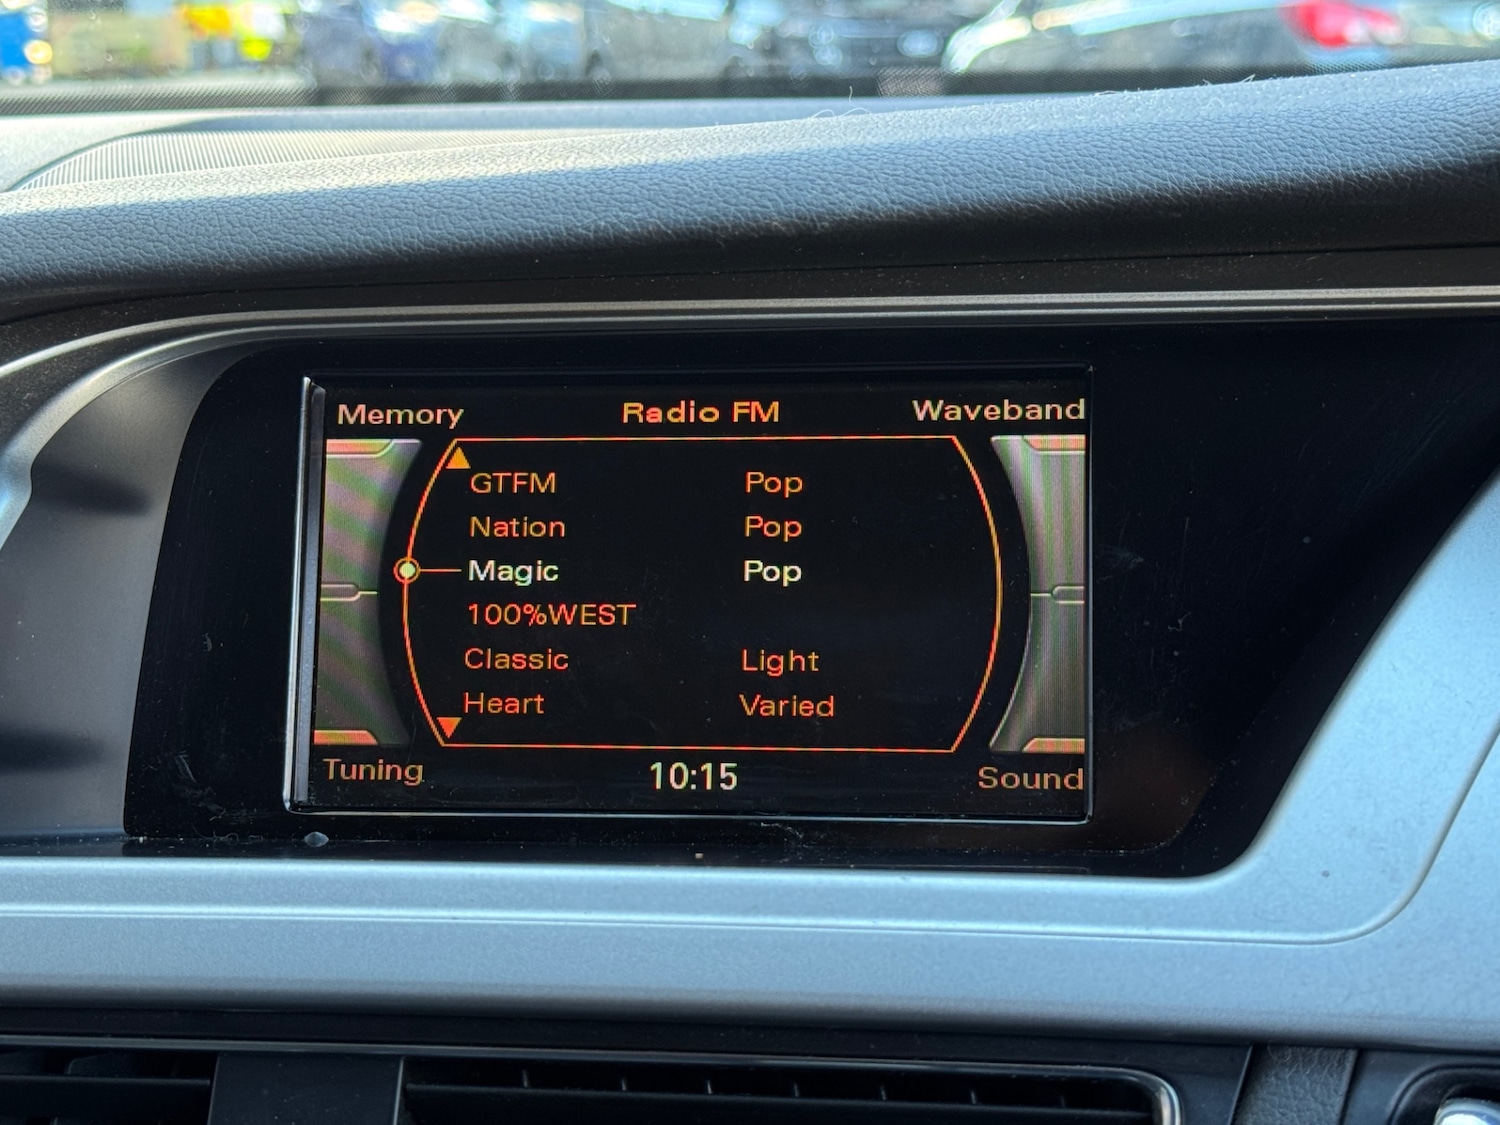 Memory Radio FM Waveband
GTFM Pop
Nation Pop
Magic Pop
100%WEST
Classic Light
Heart Varied
Tuning 10:15 Sound